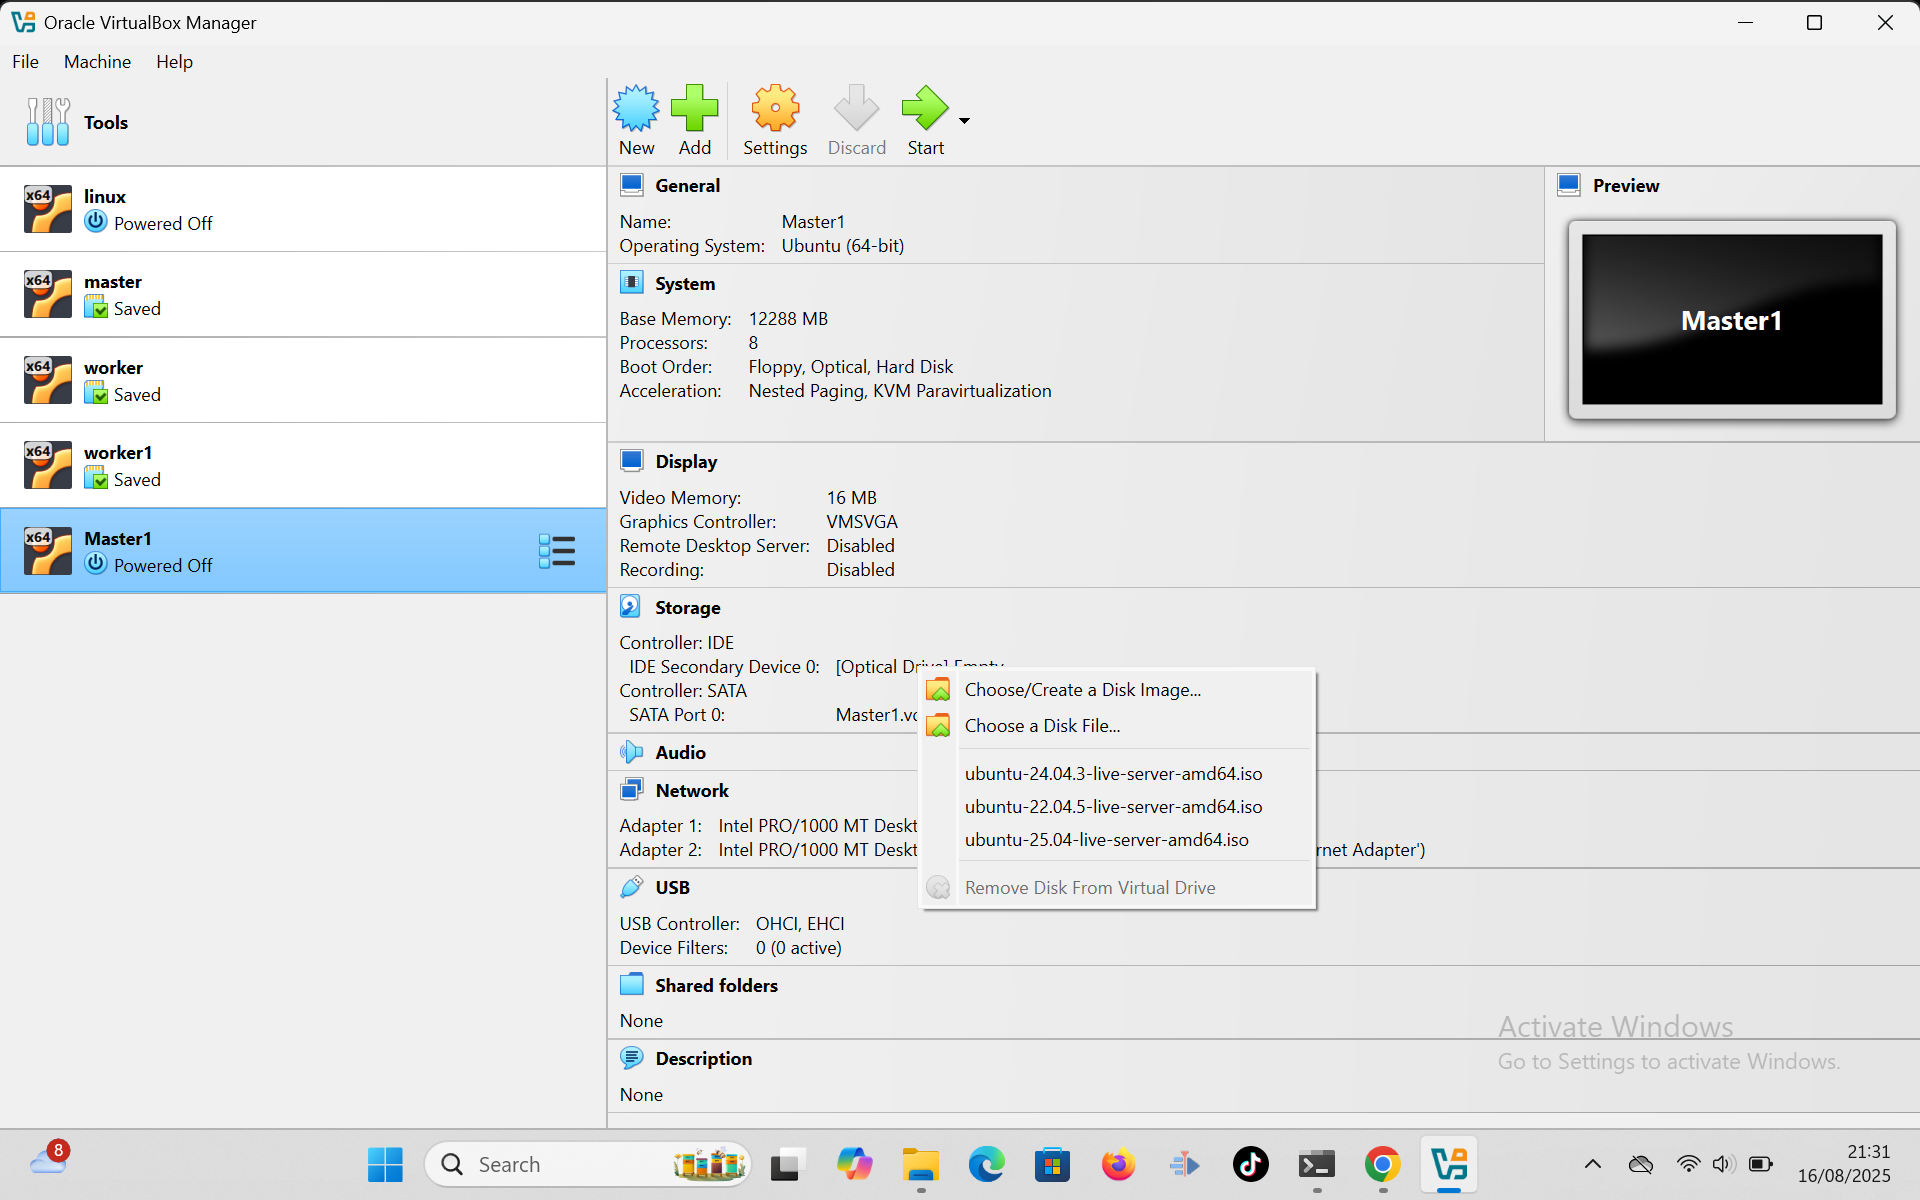 Oracle VirtualBox Manager
File Machine Help
Tools
New Add Settings Discard Start
x64 linux
Powered Off
x64 master
Saved
x64 worker
Saved
x64 worker1
Saved
x64 Master1
Powered Off
General
Name: Master1
Operating System: Ubuntu (64-bit)
System
Base Memory: 12288 MB
Processors: 8
Boot Order: Floppy, Optical, Hard Disk
Acceleration: Nested Paging, KVM Paravirtualization
Preview
Master1
Display
Video Memory: 16 MB
Graphics Controller: VMSVGA
Remote Desktop Server: Disabled
Recording: Disabled
Storage
Controller: IDE
IDE Secondary Device 0: [Optical Drive] Empty
Controller: SATA
SATA Port 0: Master1.vd
Choose/Create a Disk Image...
Choose a Disk File...
ubuntu-24.04.3-live-server-amd64.iso
ubuntu-22.04.5-live-server-amd64.iso
ubuntu-25.04-live-server-amd64.iso
Remove Disk From Virtual Drive
Audio
Network
Adapter 1: Intel PRO/1000 MT Deskt
Adapter 2: Intel PRO/1000 MT Deskt rnet Adapter')
USB
USB Controller: OHCI, EHCI
Device Filters: 0 (0 active)
Shared folders
None
Description
None
Activate Windows
Go to Settings to activate Windows.
8
Search
21:31
16/08/2025